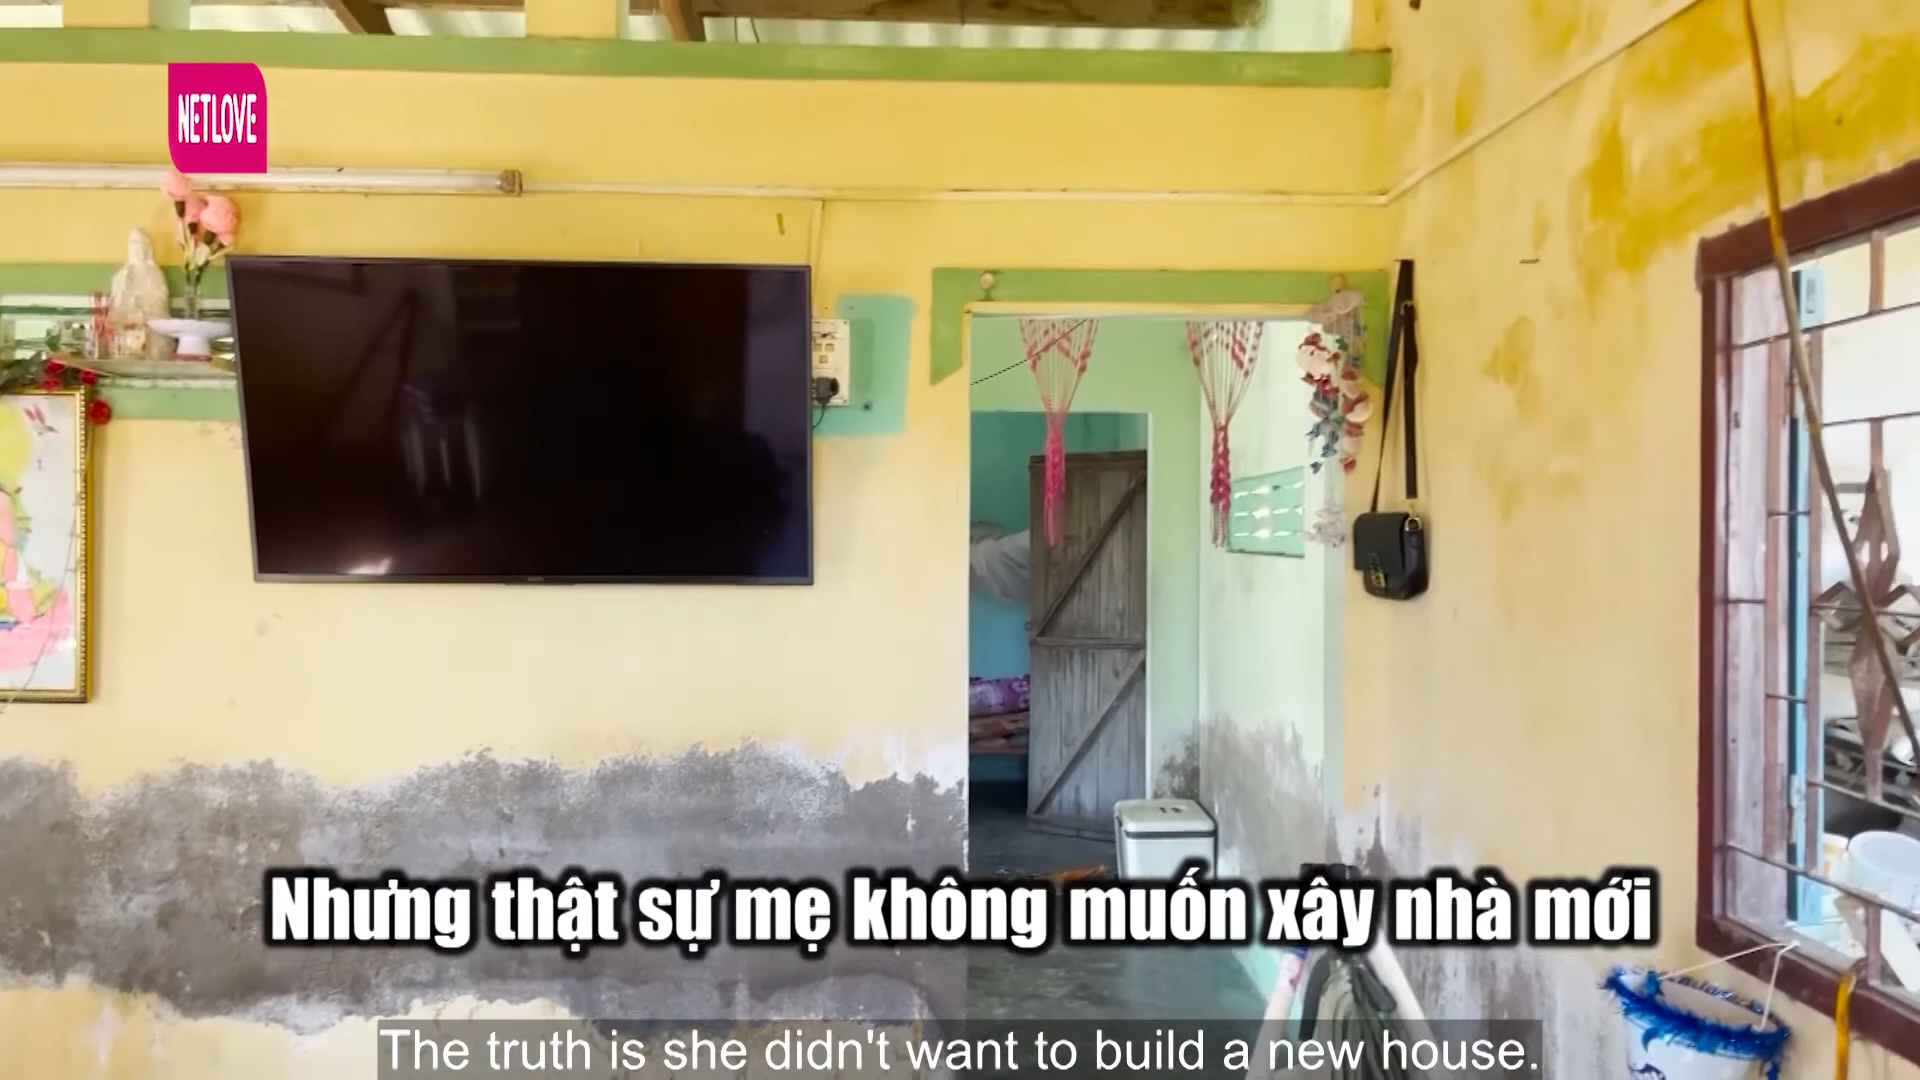 NETLOVE
Nhưng thật sự mẹ không muốn xây nhà mới
The truth is she didn't want to build a new house.